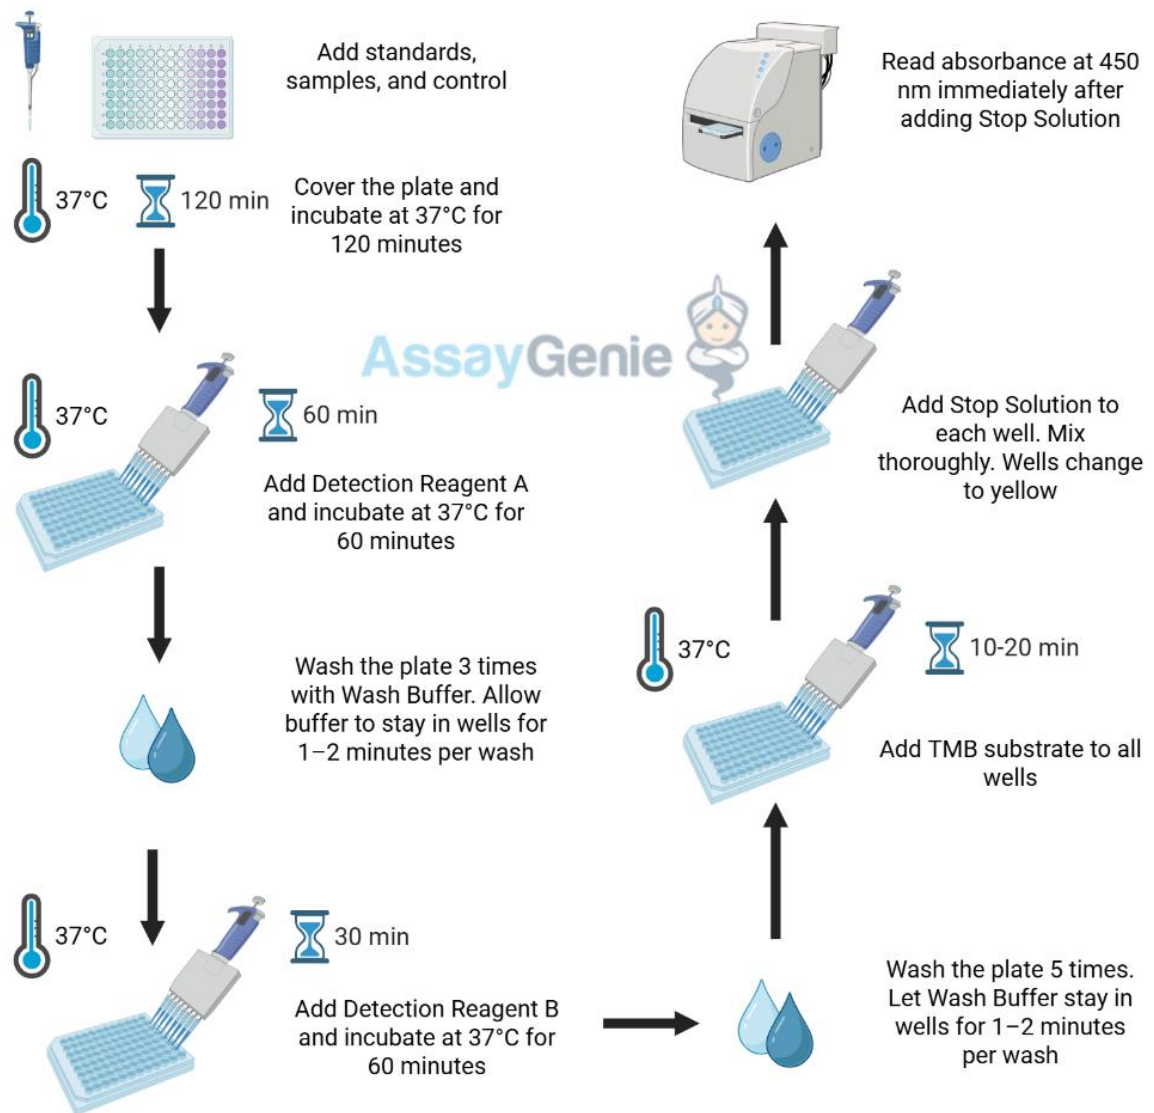 Add standards,
samples, and control
37°C
120 min
Cover the plate and
incubate at 37°C for
120 minutes
37°C
60 min
Add Detection Reagent A
and incubate at 37°C for
60 minutes
Wash the plate 3 times
with Wash Buffer. Allow
buffer to stay in wells for
1–2 minutes per wash
37°C
30 min
Add Detection Reagent B
and incubate at 37°C for
60 minutes
Wash the plate 5 times.
Let Wash Buffer stay in
wells for 1–2 minutes
per wash
37°C
10-20 min
Add TMB substrate to all
wells
Add Stop Solution to
each well. Mix
thoroughly. Wells change
to yellow
Read absorbance at 450
nm immediately after
adding Stop Solution
AssayGenie